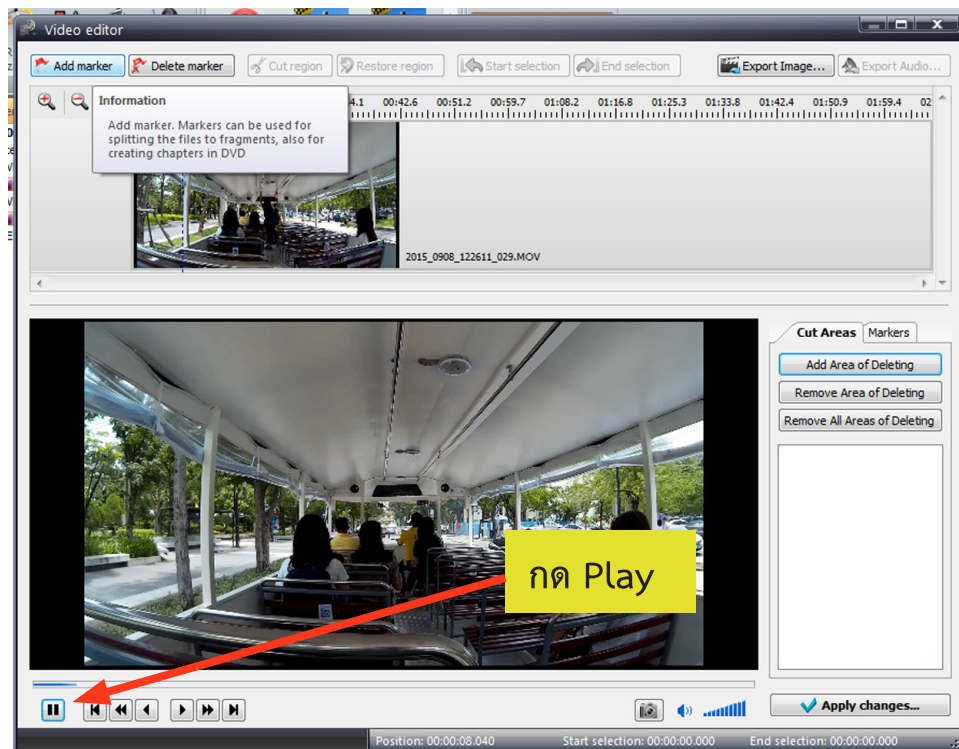 Video editor
Add marker
Delete marker
Cut region
Restore region
Start selection
End selection
Export Image...
Export Audio...
Information
Add marker. Markers can be used for
splitting the files to fragments, also for
creating chapters in DVD
4.1 00:42.6 00:51.2 00:59.7 01:08.2 01:16.8 01:25.3 01:33.8 01:42.4 01:50.9 01:59.4 02
2015_0908_122611_029.MOV
Cut Areas
Markers
Add Area of Deleting
Remove Area of Deleting
Remove All Areas of Deleting
กด Play
Apply changes...
Position: 00:00:08.040
Start selection: 00:00:00.000
End selection: 00:00:00.000